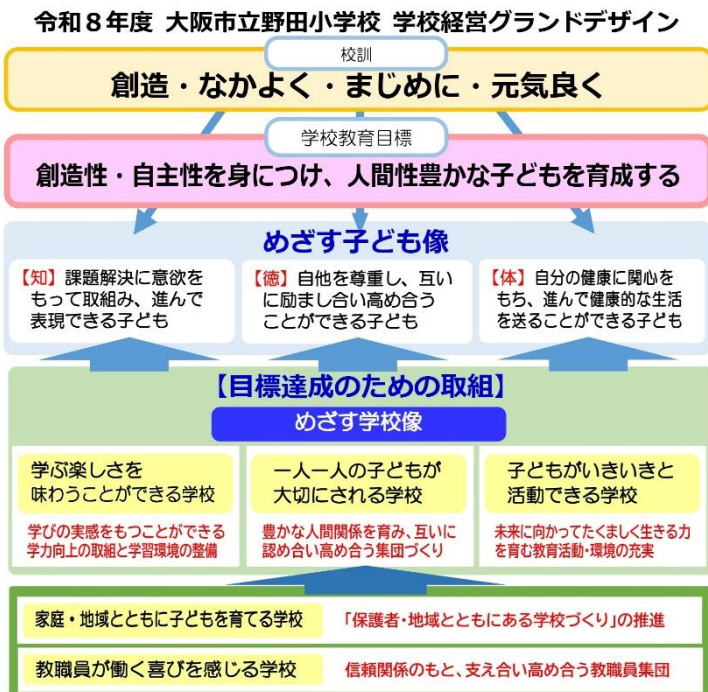 令和８年度 大阪市立野田小学校 学校経営グランドデザイン
校訓
創造・なかよく・まじめに・元気良く
学校教育目標
創造性・自主性を身につけ、人間性豊かな子どもを育成する
めざす子ども像
【知】課題解決に意欲を
もって取組み、進んで
表現できる子ども
【徳】自他を尊重し、互い
に励まし合い高め合う
ことができる子ども
【体】自分の健康に関心を
もち、進んで健康的な生活
を送ることができる子ども
【目標達成のための取組】
めざす学校像
学ぶ楽しさを
味わうことができる学校
学びの実感をもつことができる
学力向上の取組と学習環境の整備
一人一人の子どもが
大切にされる学校
豊かな人間関係を育み、互いに
認め合い高め合う集団づくり
子どもがいきいきと
活動できる学校
未来に向かってたくましく生きる力
を育む教育活動・環境の充実
家庭・地域とともに子どもを育てる学校
「保護者・地域とともにある学校づくり」の推進
教職員が働く喜びを感じる学校
信頼関係のもと、支え合い高め合う教職員集団